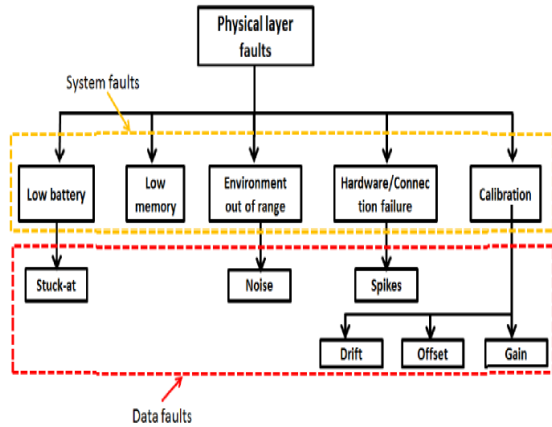 Physical layer
faults
System faults
Low battery
Low
memory
Environment
out of range
Hardware/Connec
tion failure
Calibration
Stuck-at
Noise
Spikes
Drift
Offset
Gain
Data faults